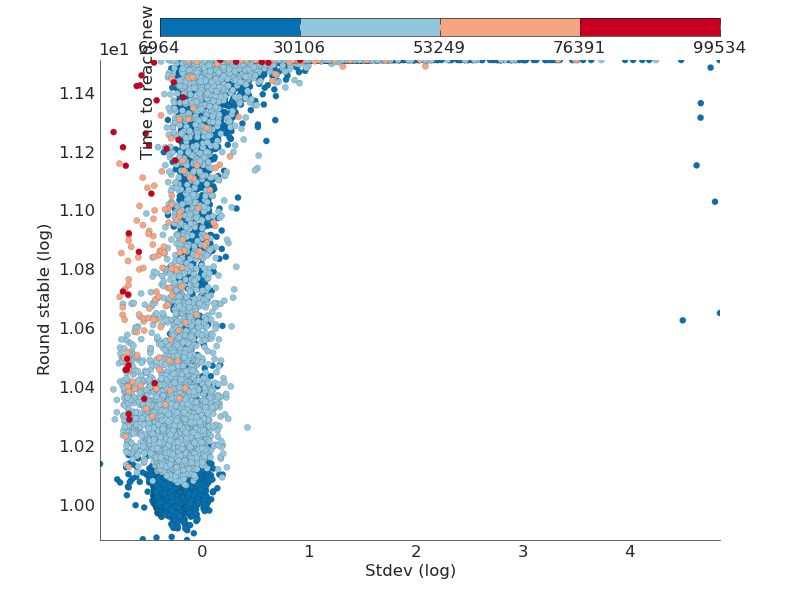 Time to reach new
6964 30106 53249 76391 99534
1e1
1.14
1.12
1.10
1.08
1.06
1.04
1.02
1.00
Round stable (log)
0 1 2 3 4
Stdev (log)